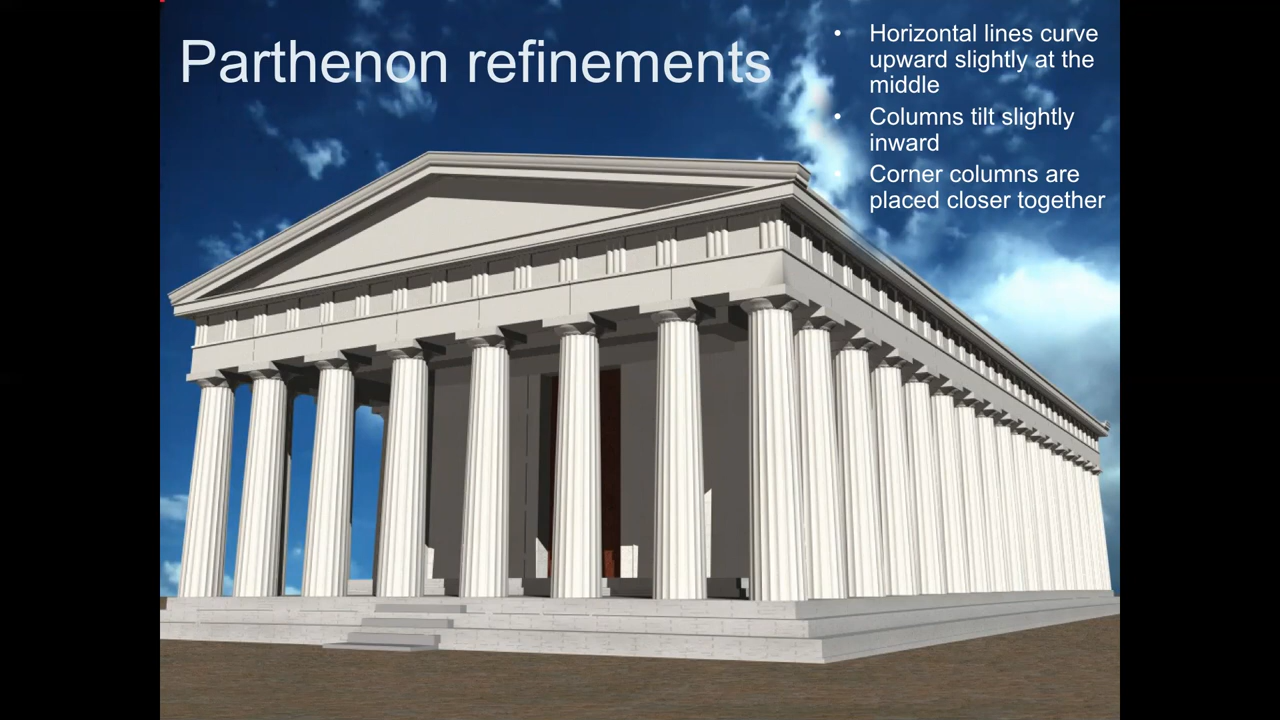 Parthenon refinements
• Horizontal lines curve
upward slightly at the
middle
• Columns tilt slightly
inward
• Corner columns are
placed closer together